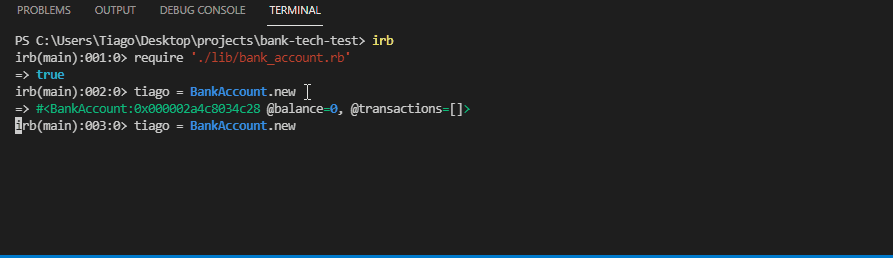 PROBLEMS OUTPUT DEBUG CONSOLE TERMINAL
PS C:\Users\Tiago\Desktop\projects\bank-tech-test> irb
irb(main):001:0> require './lib/bank_account.rb'
=> true
irb(main):002:0> tiago = BankAccount.new
=> #<BankAccount:0x000002a4c8034c28 @balance=0, @transactions=[]>
irb(main):003:0> tiago = BankAccount.new